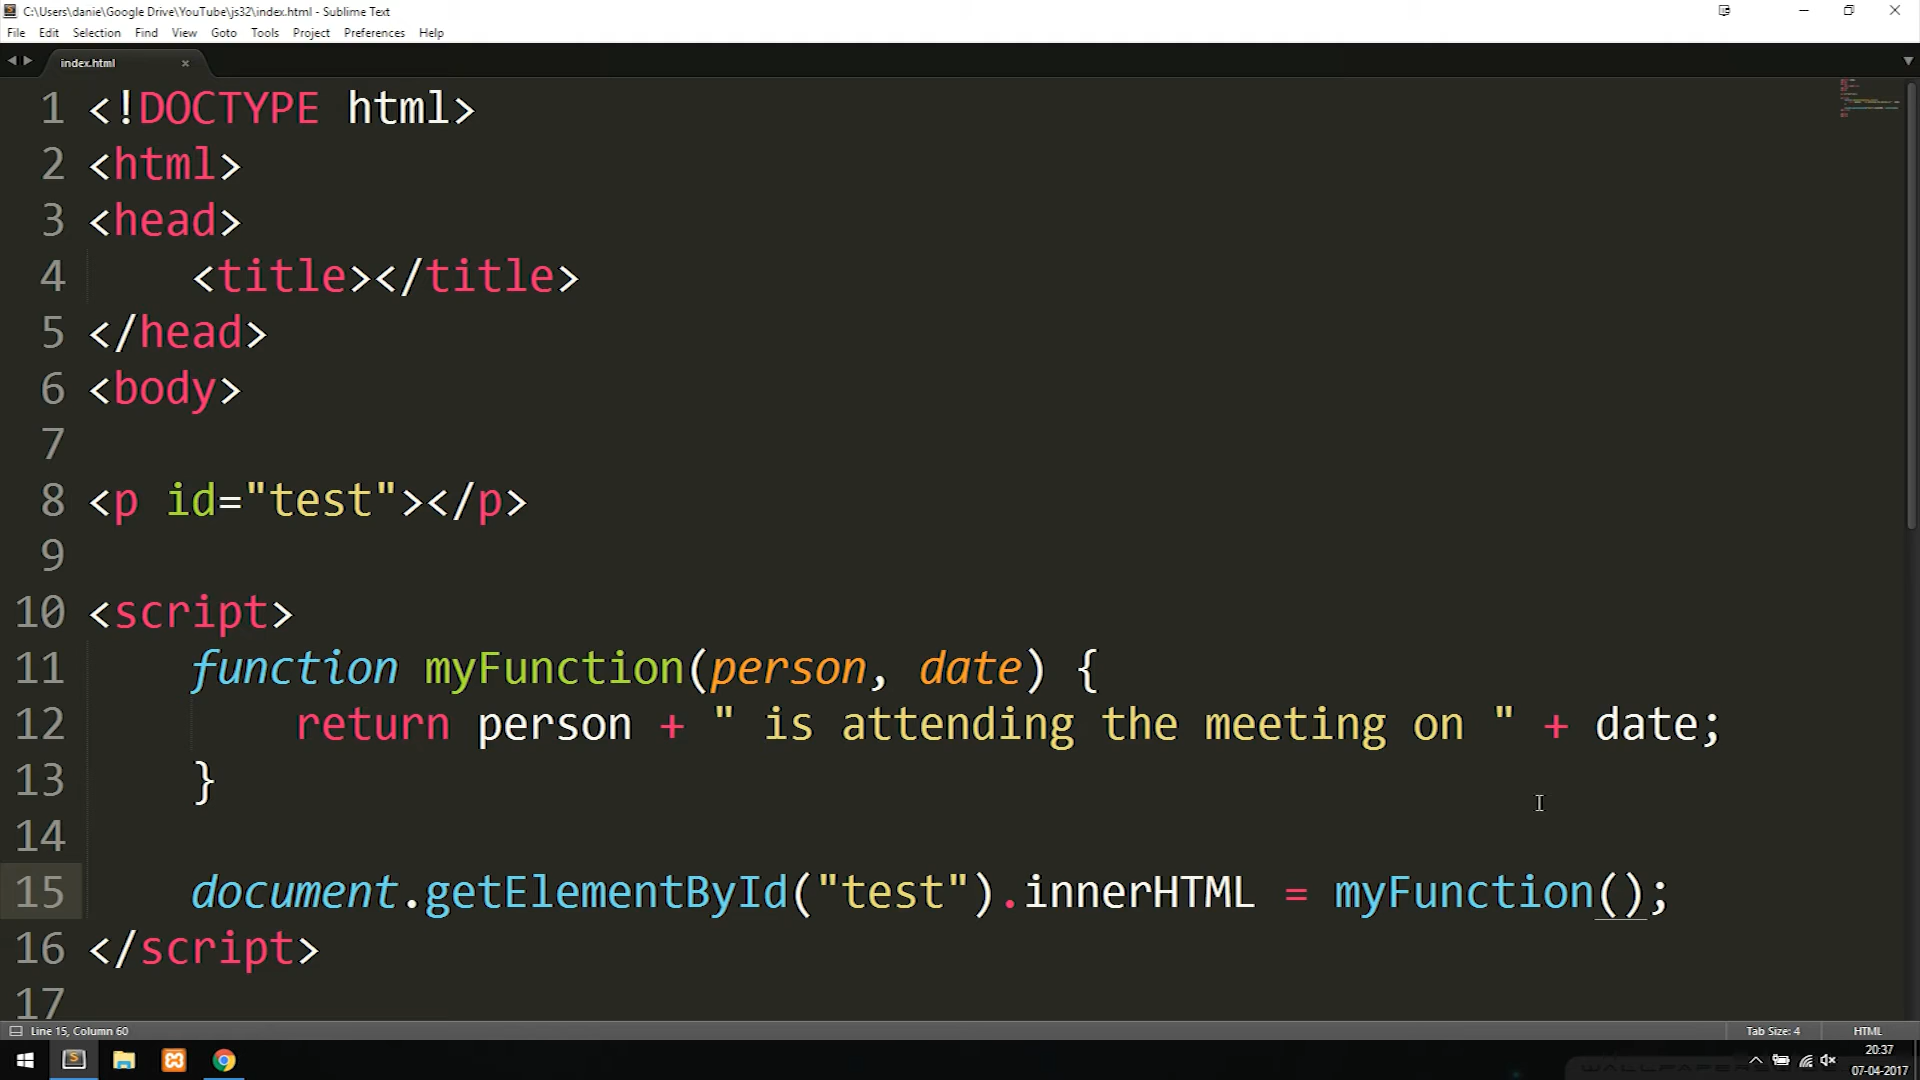 C:\Users\danie\Google Drive\YouTube\js32\index.html - Sublime Text
File Edit Selection Find View Goto Tools Project Preferences Help
index.html
1 <!DOCTYPE html>
2 <html>
3 <head>
4 <title></title>
5 </head>
6 <body>
7
8 <p id="test"></p>
9
10 <script>
11 function myFunction(person, date) {
12 return person + " is attending the meeting on " + date;
13 }
14
15 document.getElementById("test").innerHTML = myFunction();
16 </script>
17
Line 15, Column 60 Tab Size: 4 HTML
20:37
07-04-2017